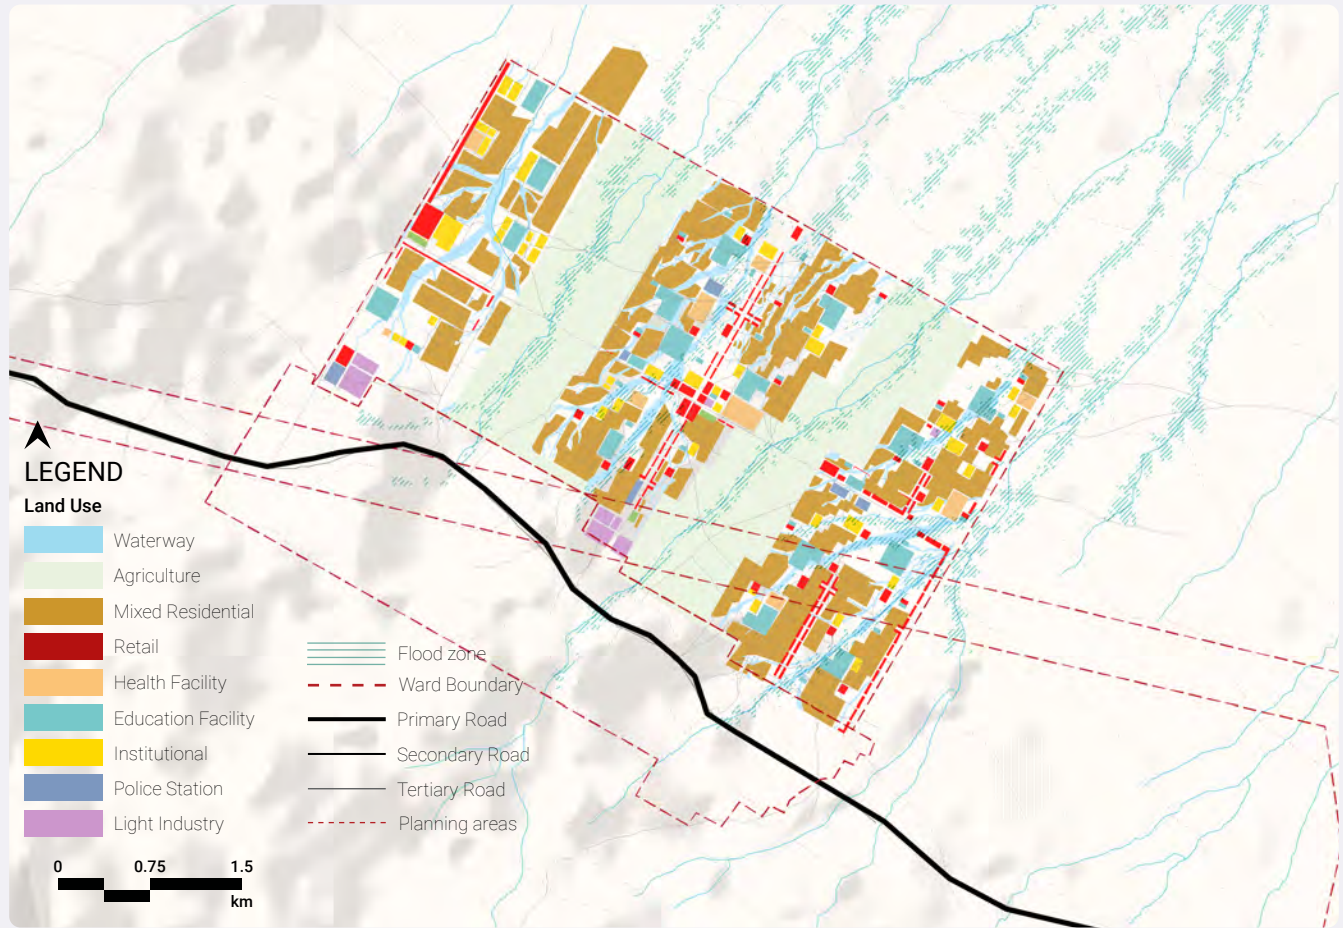 LEGEND
Land Use
Waterway
Agriculture
Mixed Residential
Retail
Health Facility
Education Facility
Institutional
Police Station
Light Industry
Flood zone
Ward Boundary
Primary Road
Secondary Road
Tertiary Road
Planning areas
0 0.75 1.5
km